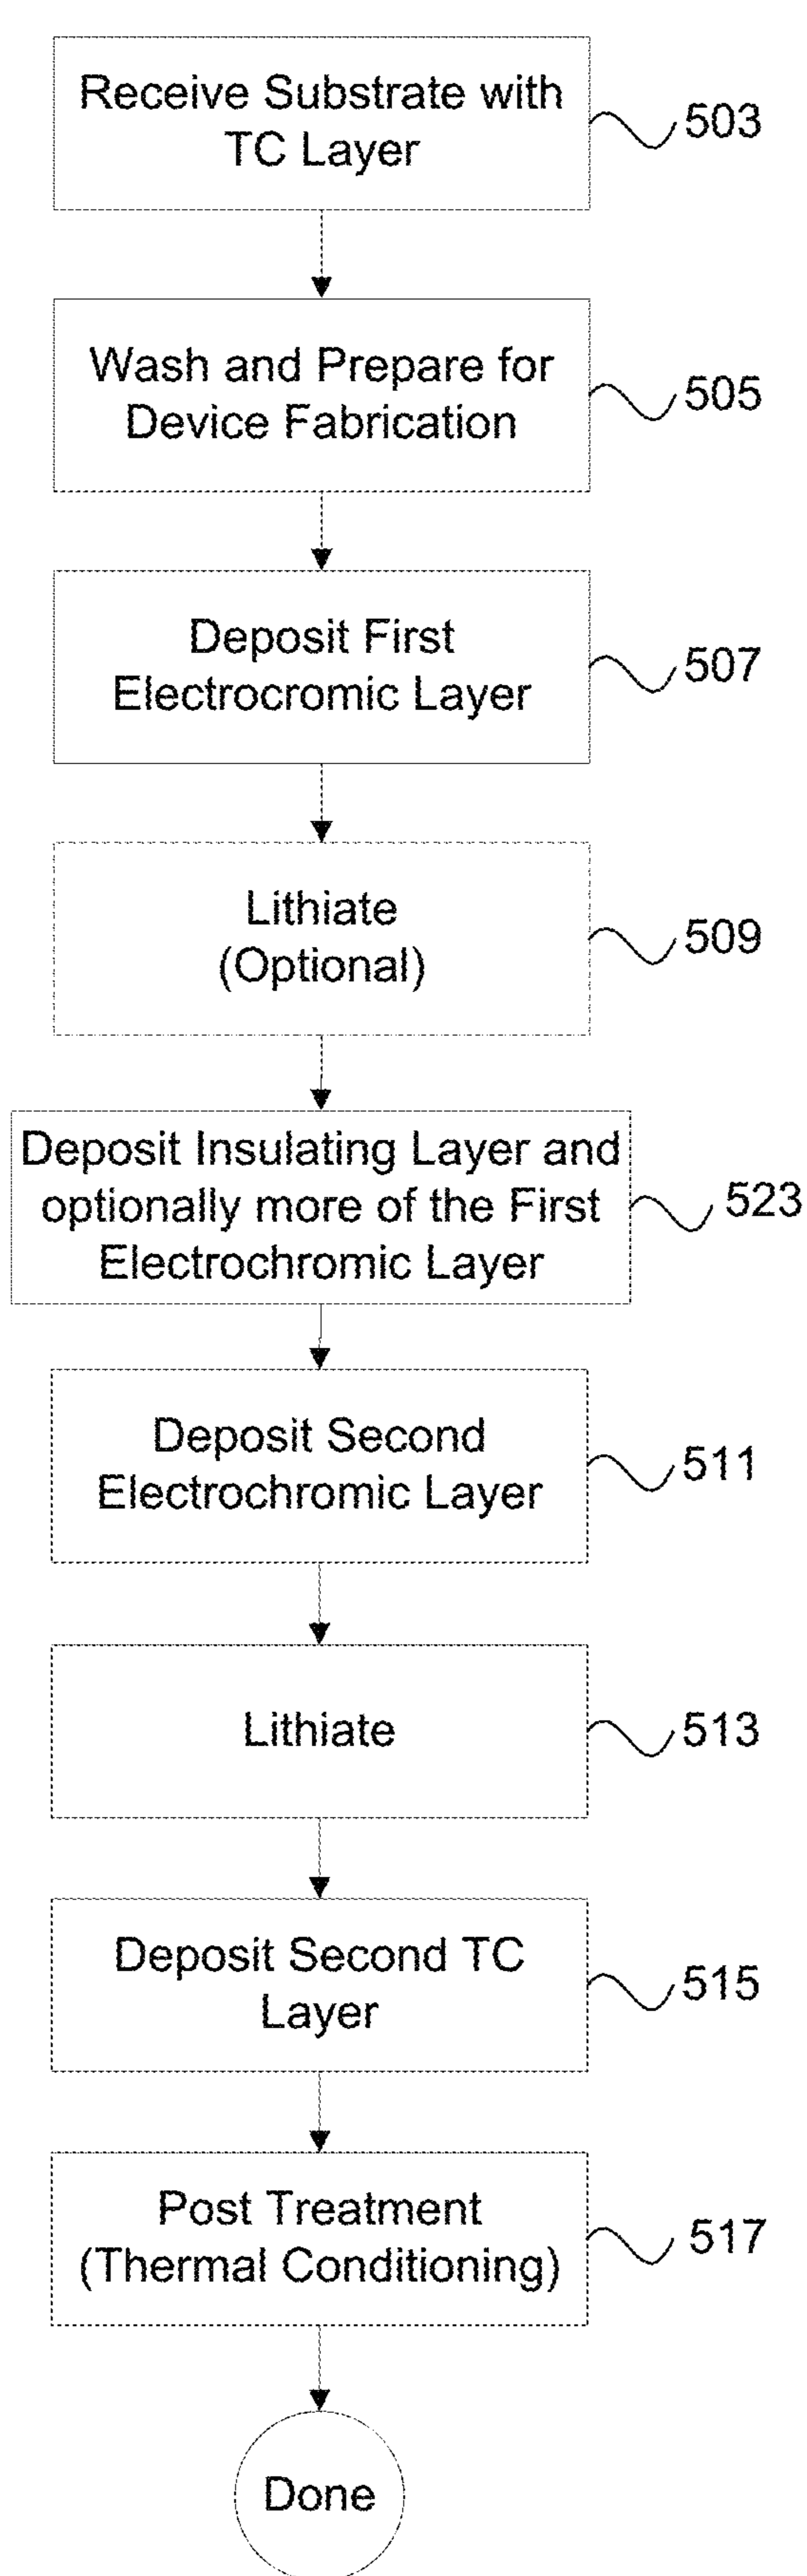 Receive Substrate with
TC Layer
503
Wash and Prepare for
Device Fabrication
505
Deposit First
Electrocromic Layer
507
Lithiate
(Optional)
509
Deposit Insulating Layer and
optionally more of the First
Electrochromic Layer
523
Deposit Second
Electrochromic Layer
511
Lithiate
513
Deposit Second TC
Layer
515
Post Treatment
(Thermal Conditioning)
517
Done